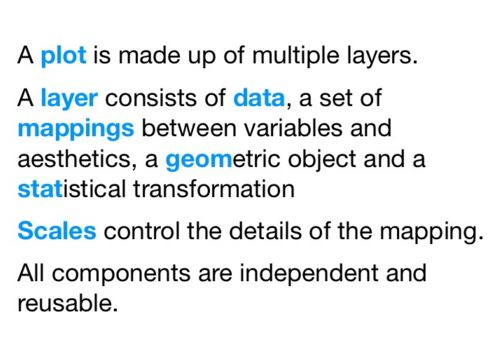 A plot is made up of multiple layers.
A layer consists of data, a set of
mappings between variables and
aesthetics, a geometric object and a
statistical transformation
Scales control the details of the mapping.
All components are independent and
reusable.